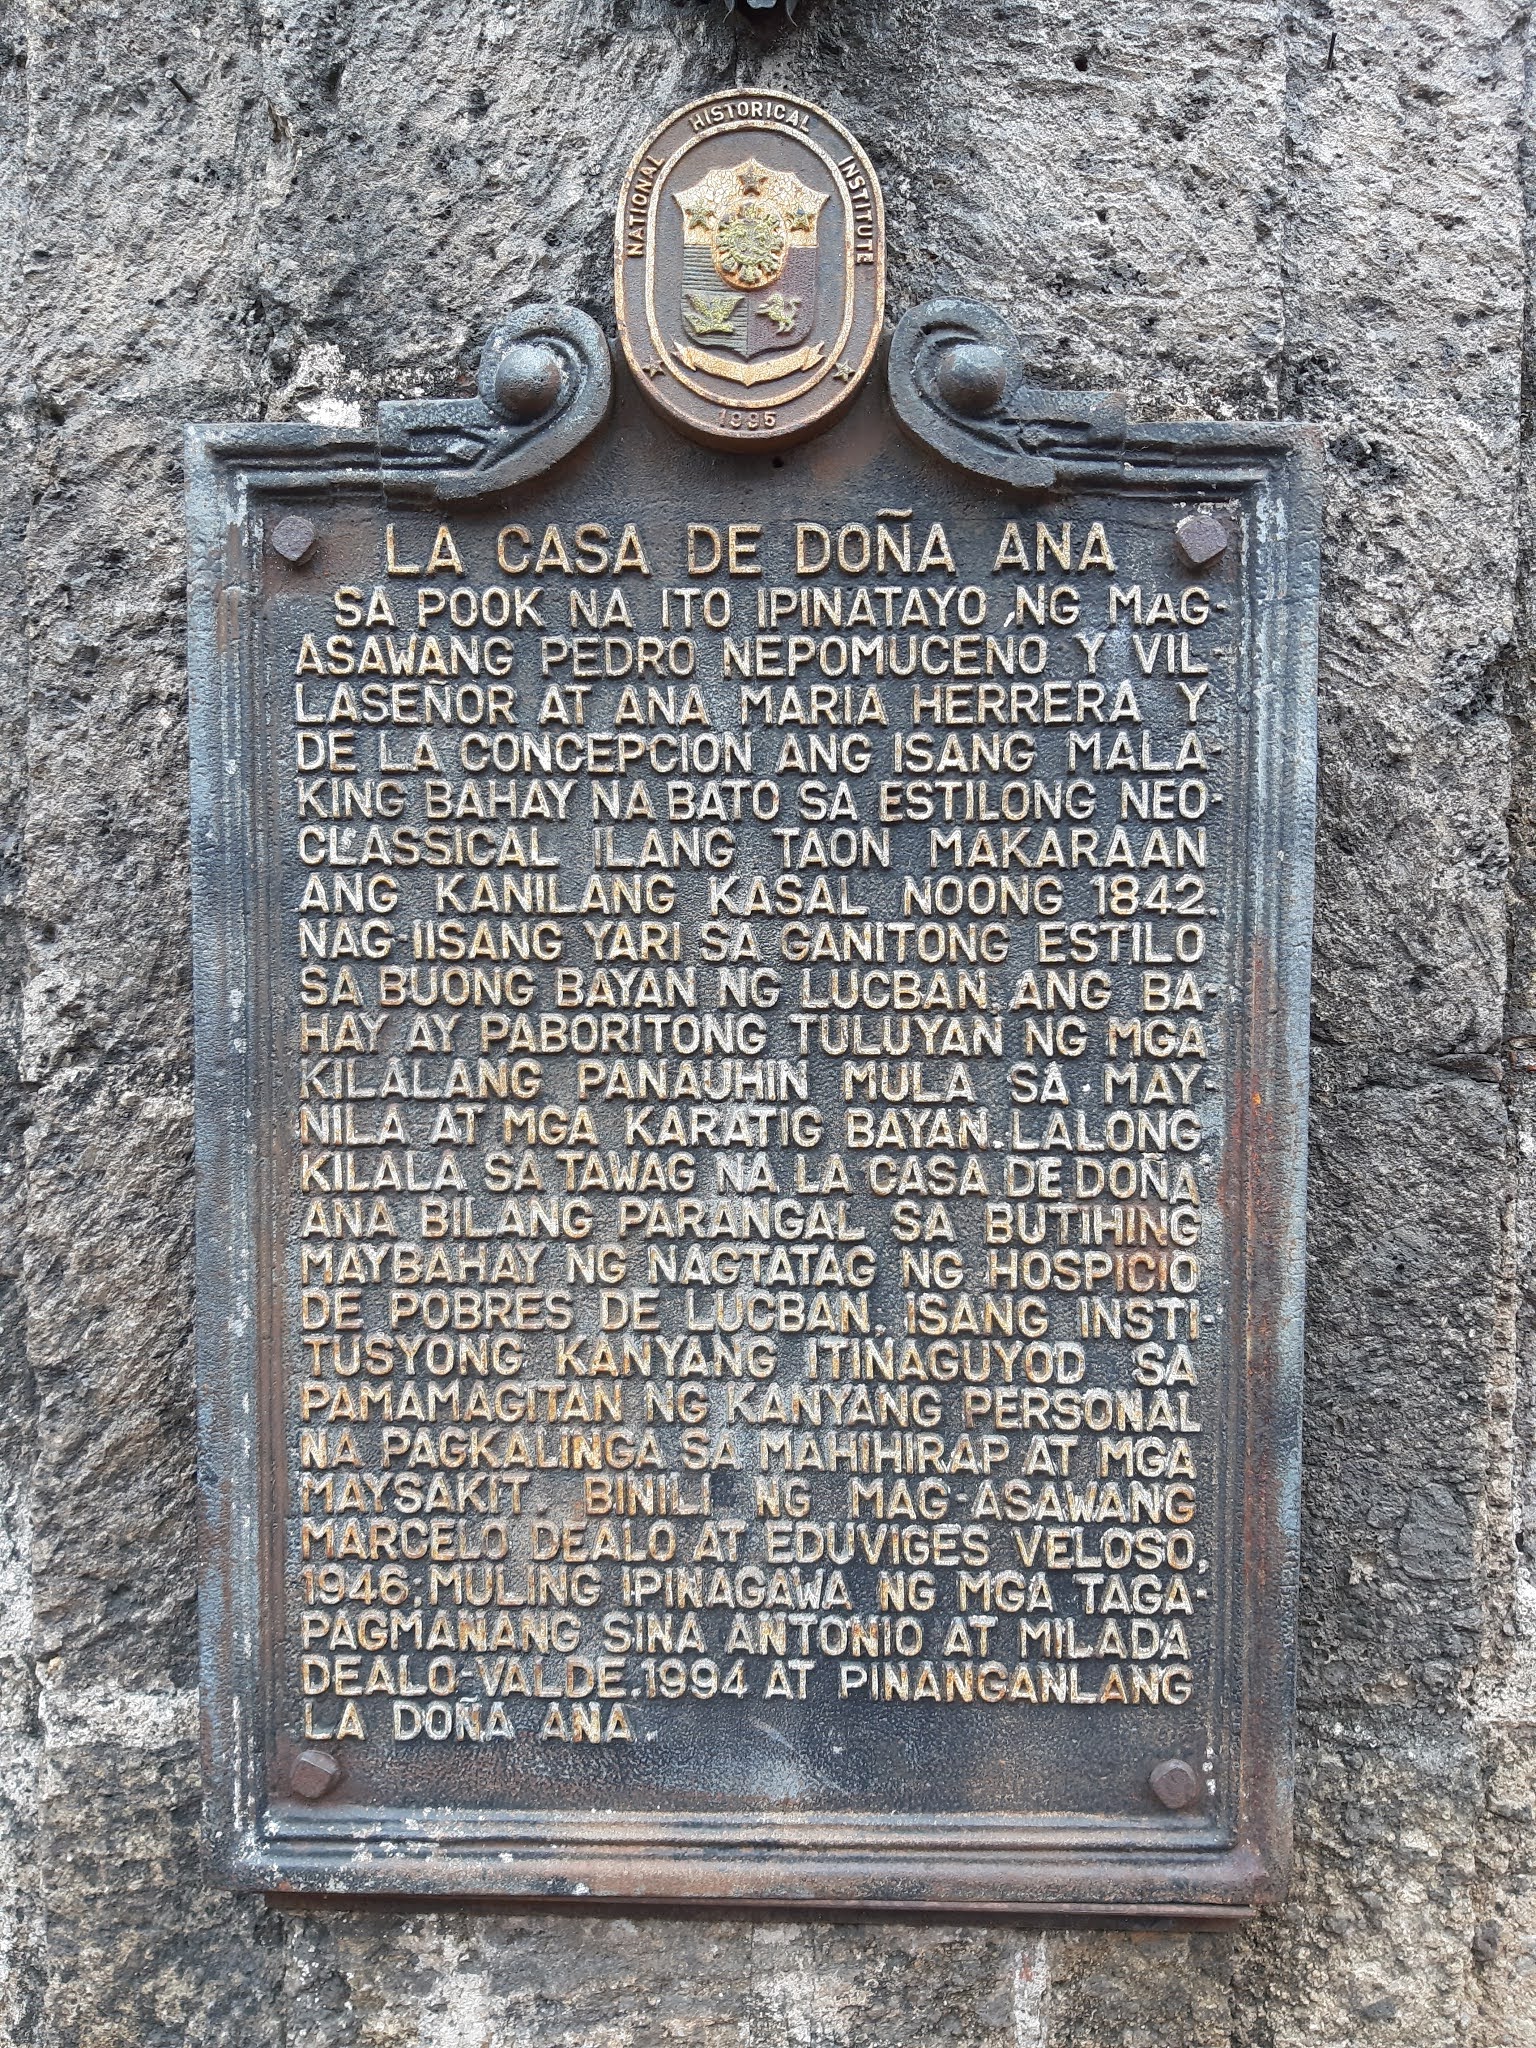 NATIONAL HISTORICAL INSTITUTE
1995
LA CASA DE DOÑA ANA
SA POOK NA ITO IPINATAYO NG MAG-
ASAWANG PEDRO NEPOMUCENO Y VIL-
LASEÑOR AT ANA MARIA HERRERA Y
DE LA CONCEPCION ANG ISANG MALA-
KING BAHAY NA BATO SA ESTILONG NEO-
CLASSICAL ILANG TAON MAKARAAN
ANG KANILANG KASAL NOONG 1842.
NAG-IISANG YARI SA GANITONG ESTILO
SA BUONG BAYAN NG LUCBAN. ANG BA-
HAY AY PABORITONG TULUYAN NG MGA
KILALANG PANAUHIN MULA SA MAY-
NILA AT MGA KARATIG BAYAN. LALONG
KILALA SA TAWAG NA LA CASA DE DOÑA
ANA BILANG PARANGAL SA BUTIHING
MAYBAHAY NG NAGTATAG NG HOSPICIO
DE POBRES DE LUCBAN, ISANG INSTI-
TUSYONG KANYANG ITINAGUYOD SA
PAMAMAGITAN NG KANYANG PERSONAL
NA PAGKALINGA SA MAHIHIRAP AT MGA
MAYSAKIT. BINILI NG MAG-ASAWANG
MARCELO DEALO AT EDUVIGES VELOSO,
1946; MULING IPINAGAWA NG MGA TAGA-
PAGMANANG SINA ANTONIO AT MILADA
DEALO-VALDE, 1994 AT PINANGANLANG
LA DOÑA ANA.